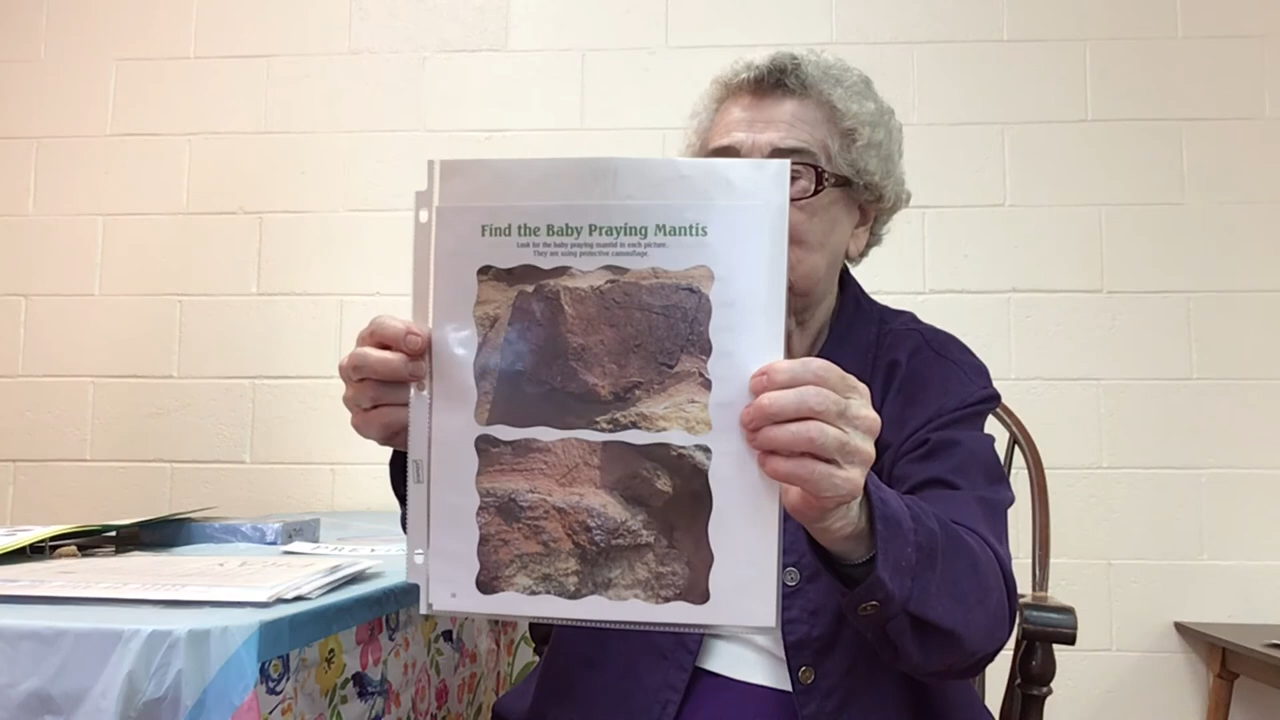 Find the Baby Praying Mantis
Look for the baby praying mantid in each picture.
They are using protective camouflage.